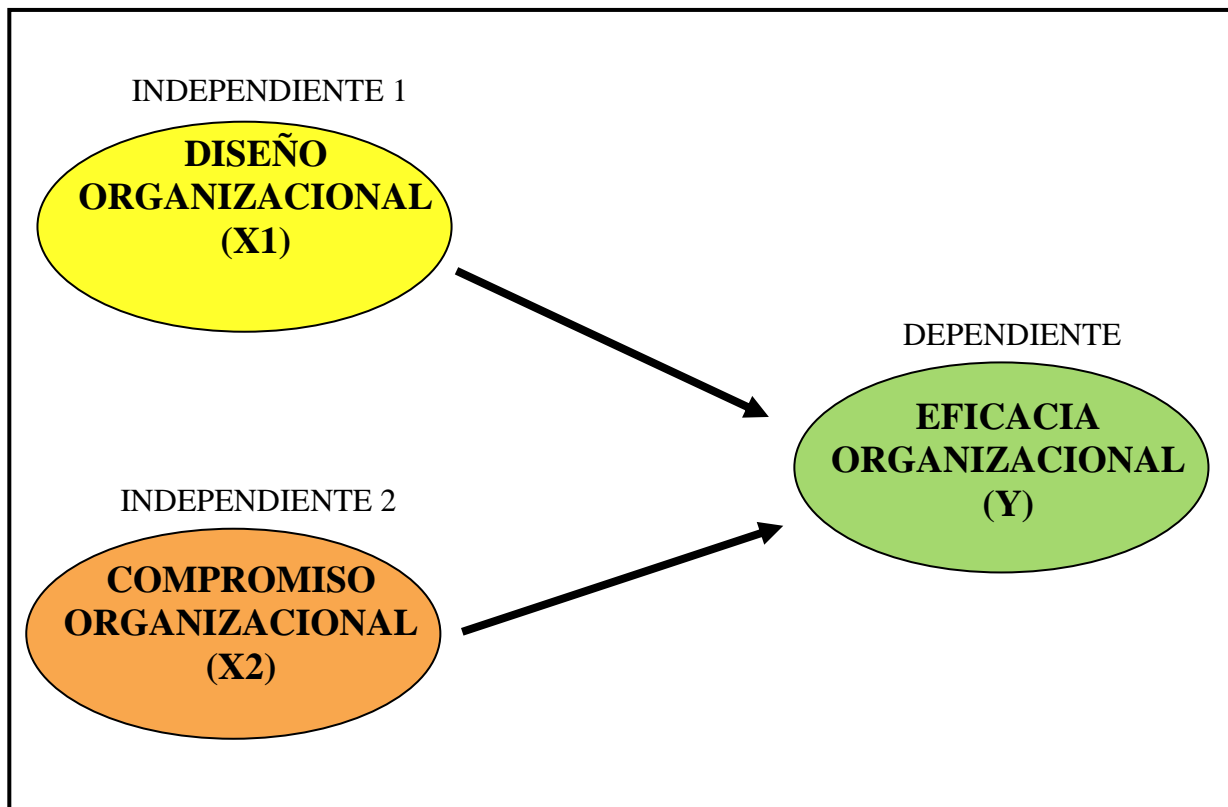 INDEPENDIENTE 1
DISEÑO
ORGANIZACIONAL
(X1)
DEPENDIENTE
EFICACIA
ORGANIZACIONAL
(Y)
INDEPENDIENTE 2
COMPROMISO
ORGANIZACIONAL
(X2)